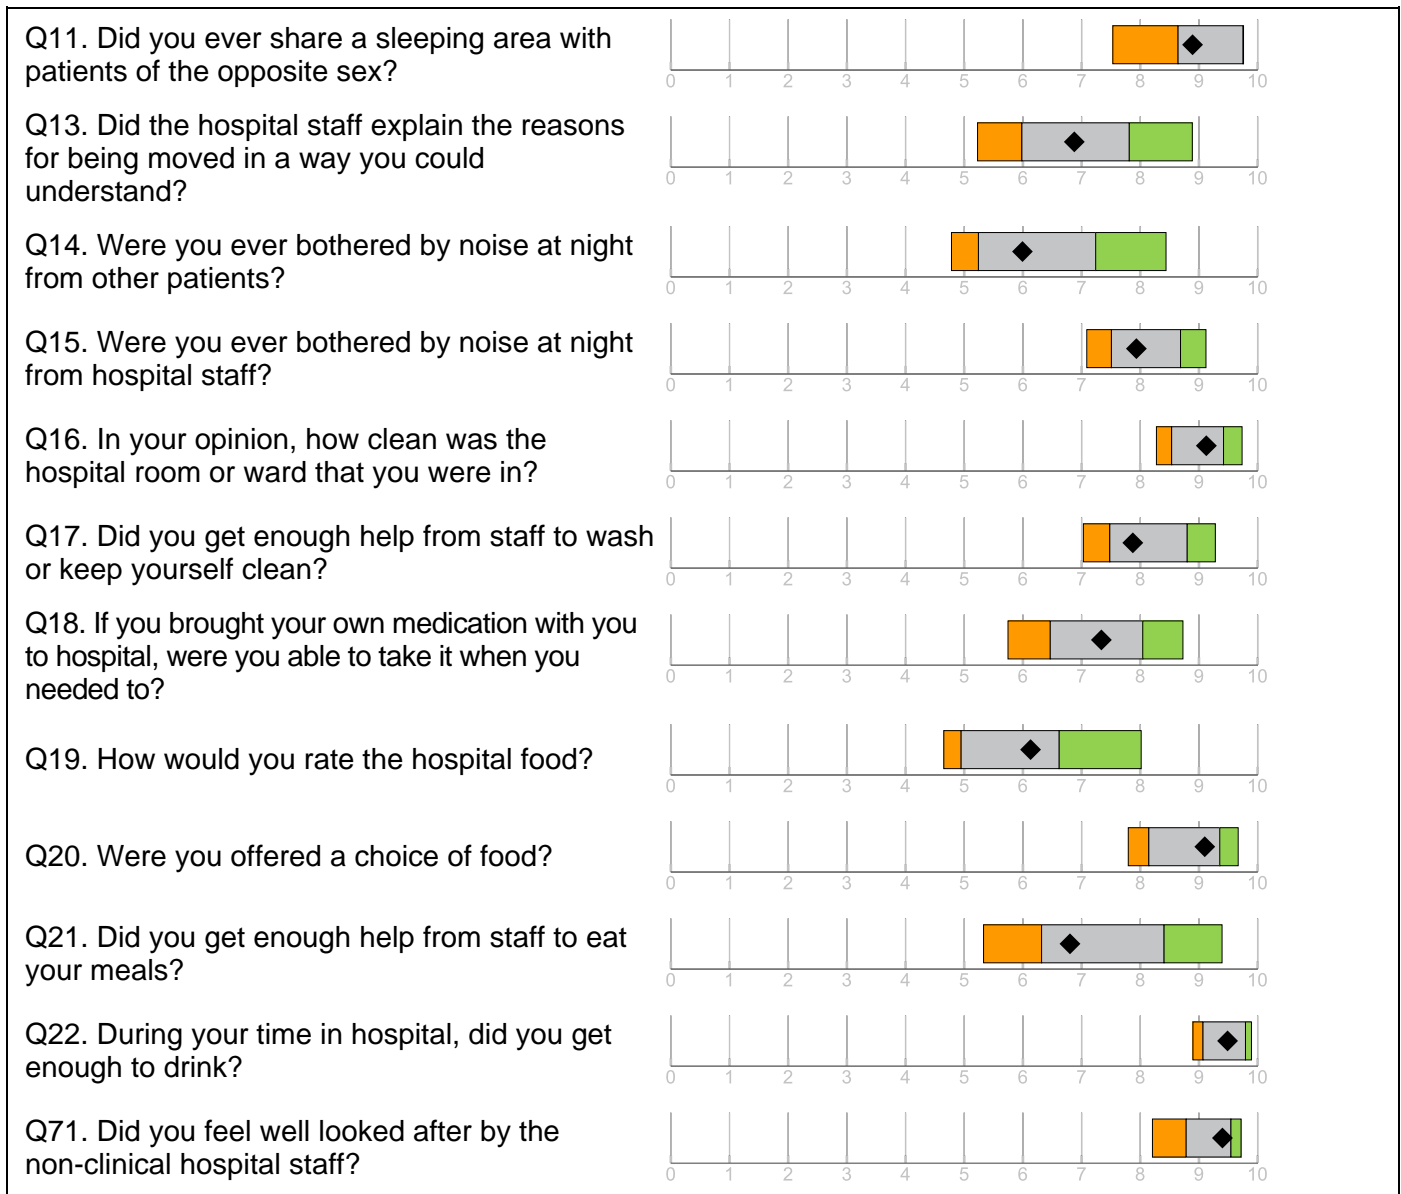 Q11. Did you ever share a sleeping area with
patients of the opposite sex?
0 1 2 3 4 5 6 7 8 9 10
Q13. Did the hospital staff explain the reasons
for being moved in a way you could
understand?
0 1 2 3 4 5 6 7 8 9 10
Q14. Were you ever bothered by noise at night
from other patients?
0 1 2 3 4 5 6 7 8 9 10
Q15. Were you ever bothered by noise at night
from hospital staff?
0 1 2 3 4 5 6 7 8 9 10
Q16. In your opinion, how clean was the
hospital room or ward that you were in?
0 1 2 3 4 5 6 7 8 9 10
Q17. Did you get enough help from staff to wash
or keep yourself clean?
0 1 2 3 4 5 6 7 8 9 10
Q18. If you brought your own medication with you
to hospital, were you able to take it when you
needed to?
0 1 2 3 4 5 6 7 8 9 10
Q19. How would you rate the hospital food?
0 1 2 3 4 5 6 7 8 9 10
Q20. Were you offered a choice of food?
0 1 2 3 4 5 6 7 8 9 10
Q21. Did you get enough help from staff to eat
your meals?
0 1 2 3 4 5 6 7 8 9 10
Q22. During your time in hospital, did you get
enough to drink?
0 1 2 3 4 5 6 7 8 9 10
Q71. Did you feel well looked after by the
non-clinical hospital staff?
0 1 2 3 4 5 6 7 8 9 10